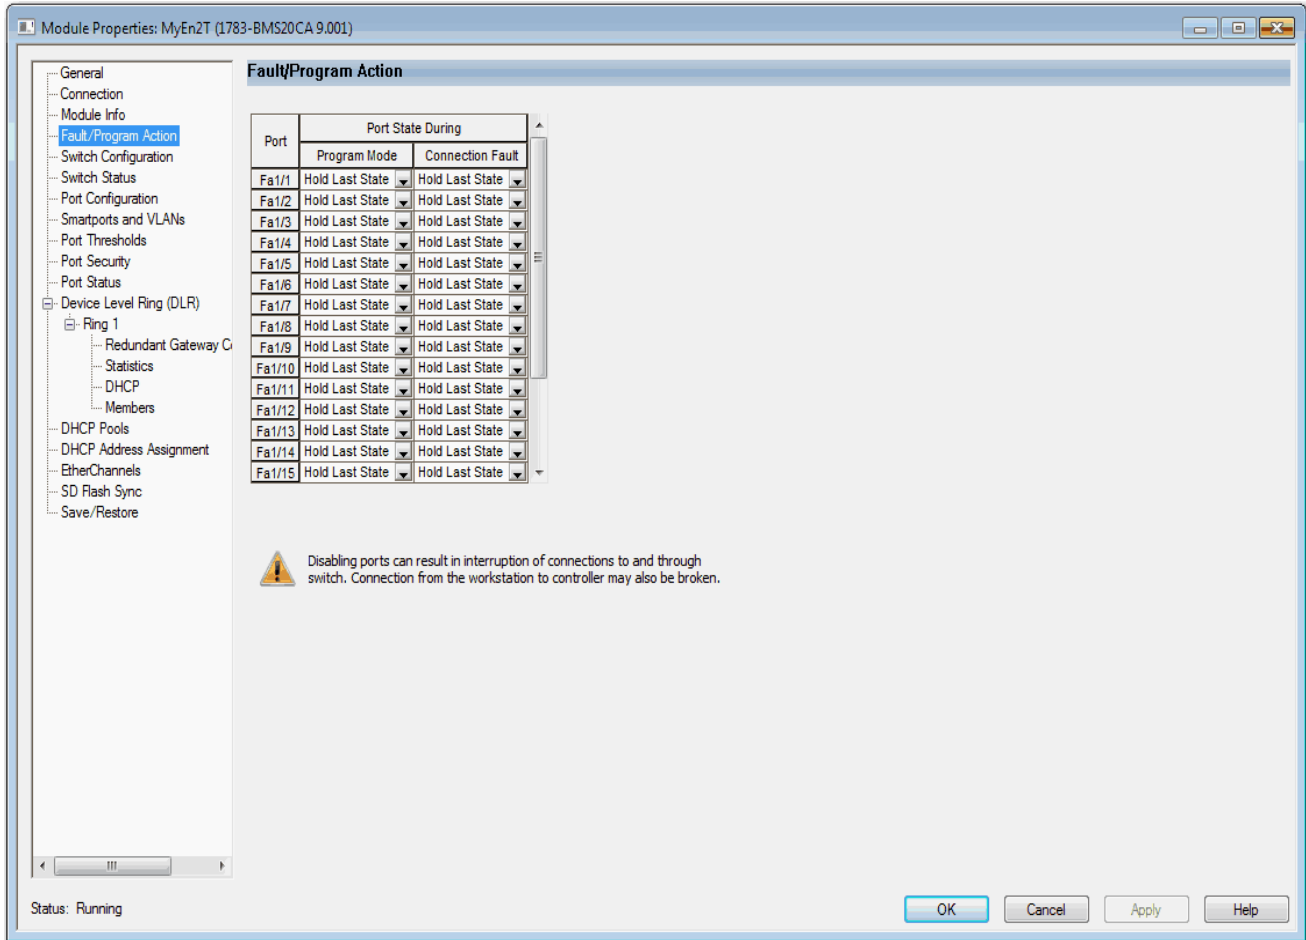 Module Properties: MyEn2T (1783-BMS20CA 9.001)
General
Connection
Module Info
Fault/Program Action
Switch Configuration
Switch Status
Port Configuration
Smartports and VLANs
Port Thresholds
Port Security
Port Status
Device Level Ring (DLR)
Ring 1
Redundant Gateway Co
Statistics
DHCP
Members
DHCP Pools
DHCP Address Assignment
EtherChannels
SD Flash Sync
Save/Restore
Fault/Program Action
Port
Port State During
Program Mode Connection Fault
Fa1/1 Hold Last State Hold Last State
Fa1/2 Hold Last State Hold Last State
Fa1/3 Hold Last State Hold Last State
Fa1/4 Hold Last State Hold Last State
Fa1/5 Hold Last State Hold Last State
Fa1/6 Hold Last State Hold Last State
Fa1/7 Hold Last State Hold Last State
Fa1/8 Hold Last State Hold Last State
Fa1/9 Hold Last State Hold Last State
Fa1/10 Hold Last State Hold Last State
Fa1/11 Hold Last State Hold Last State
Fa1/12 Hold Last State Hold Last State
Fa1/13 Hold Last State Hold Last State
Fa1/14 Hold Last State Hold Last State
Fa1/15 Hold Last State Hold Last State
Disabling ports can result in interruption of connections to and through
switch. Connection from the workstation to controller may also be broken.
Status: Running
OK Cancel Apply Help